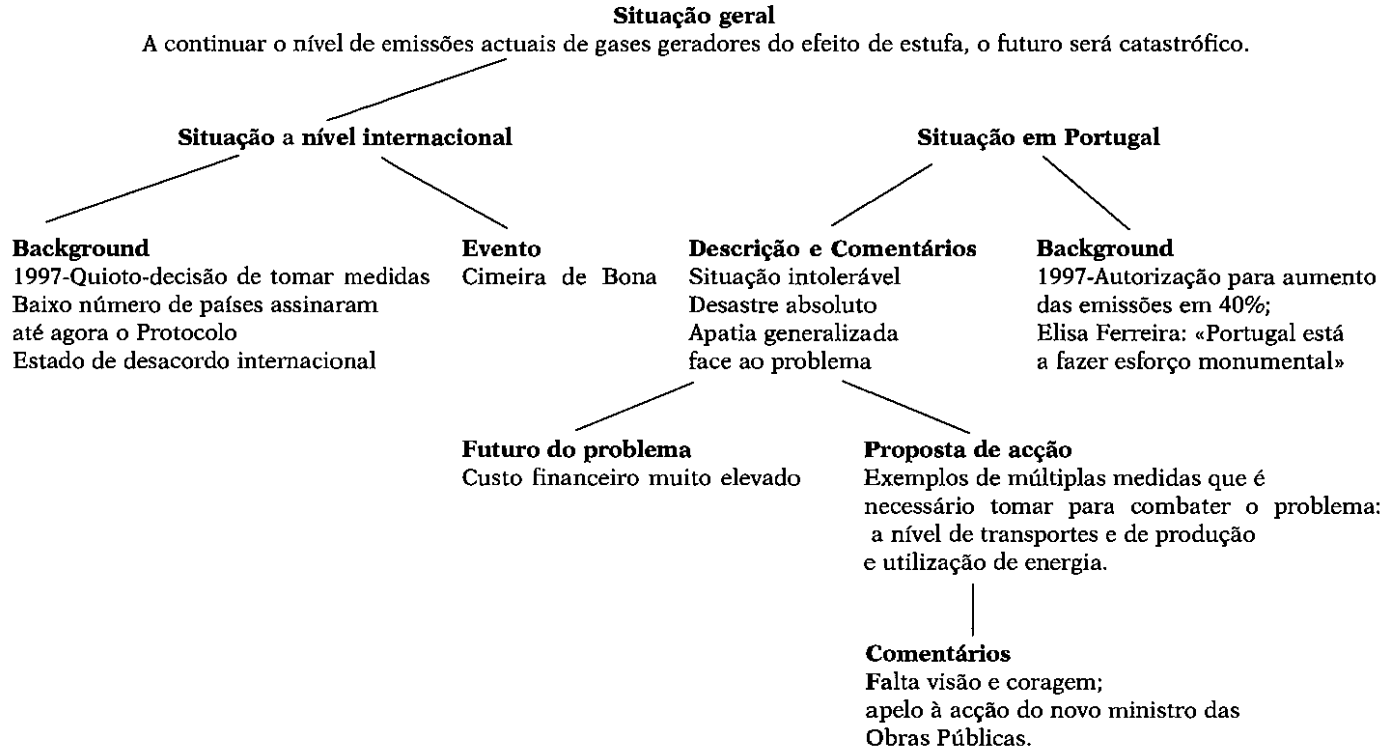 Situação geral
A continuar o nível de emissões actuais de gases geradores do efeito de estufa, o futuro será catastrófico.
Situação a nível internacional
Situação em Portugal
Background
1997-Quioto-decisão de tomar medidas
Baixo número de países assinaram
até agora o Protocolo
Estado de desacordo internacional
Evento
Cimeira de Bona
Descrição e Comentários
Situação intolerável
Desastre absoluto
Apatia generalizada
face ao problema
Background
1997-Autorização para aumento
das emissões em 40%;
Elisa Ferreira: «Portugal está
a fazer esforço monumental»
Futuro do problema
Custo financeiro muito elevado
Proposta de acção
Exemplos de múltiplas medidas que é
necessário tomar para combater o problema:
a nível de transportes e de produção
e utilização de energia.
Comentários
Falta visão e coragem;
apelo à acção do novo ministro das
Obras Públicas.